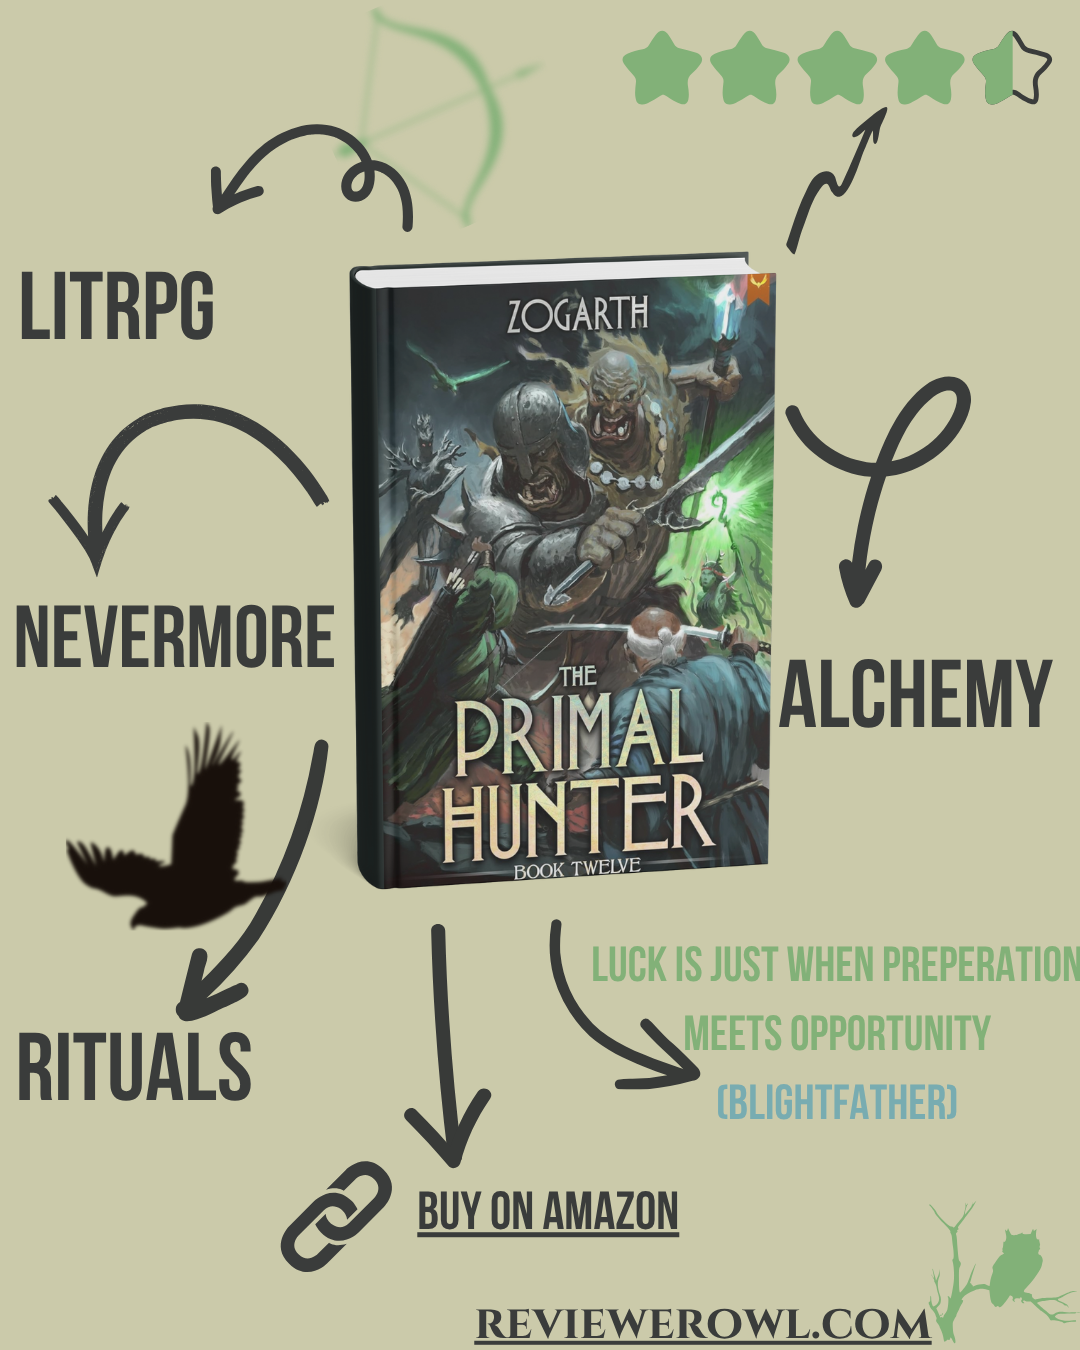 LITRPG
ZOGARTH
NEVERMORE
ALCHEMY
THE
PRIMAL
HUNTER
BOOK TWELVE
LUCK IS JUST WHEN PREPERATION
MEETS OPPORTUNITY
(BLIGHTFATHER)
RITUALS
BUY ON AMAZON
REVIEWEROWL.COM